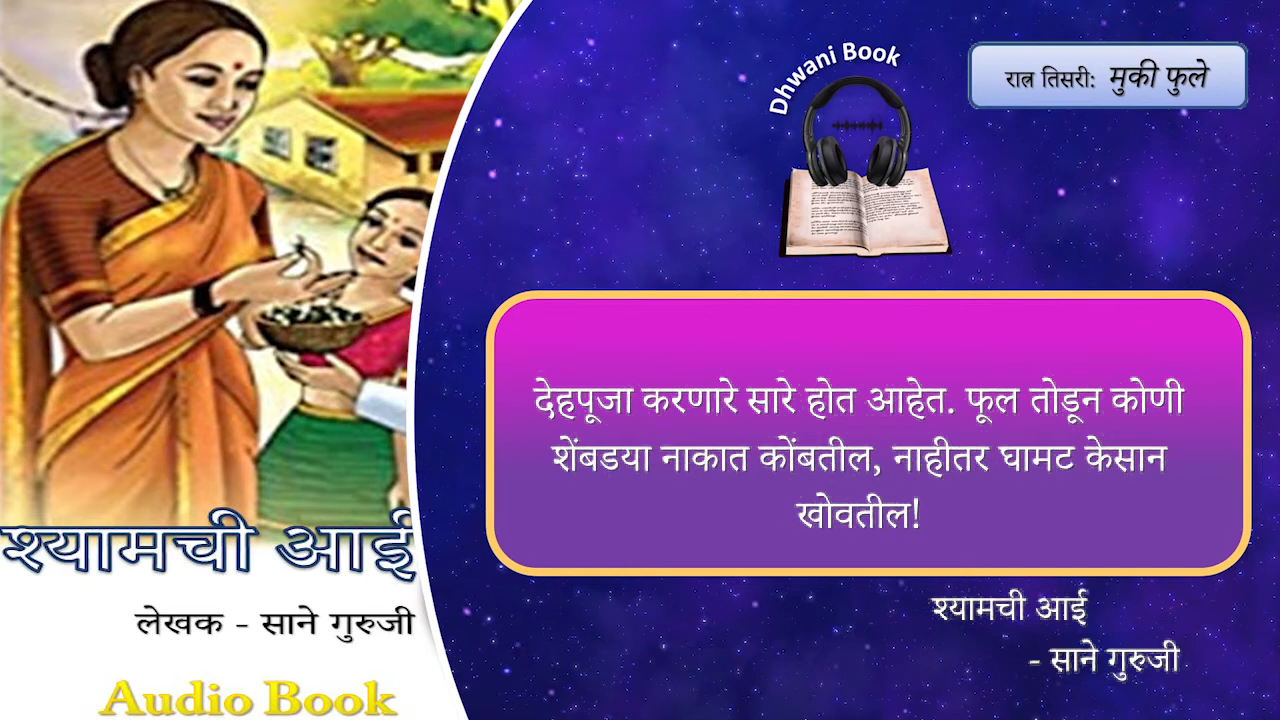 श्यामची आई
लेखक - साने गुरुजी
Audio Book
Dhwani Book
रात्र तिसरी: मुकी फुले
देहपूजा करणारे सारे होत आहेत. फूल तोडून कोणी
शेंबडया नाकात कोंबतील, नाहीतर घामट केसान
खोवतील!
श्यामची आई
- साने गुरुजी